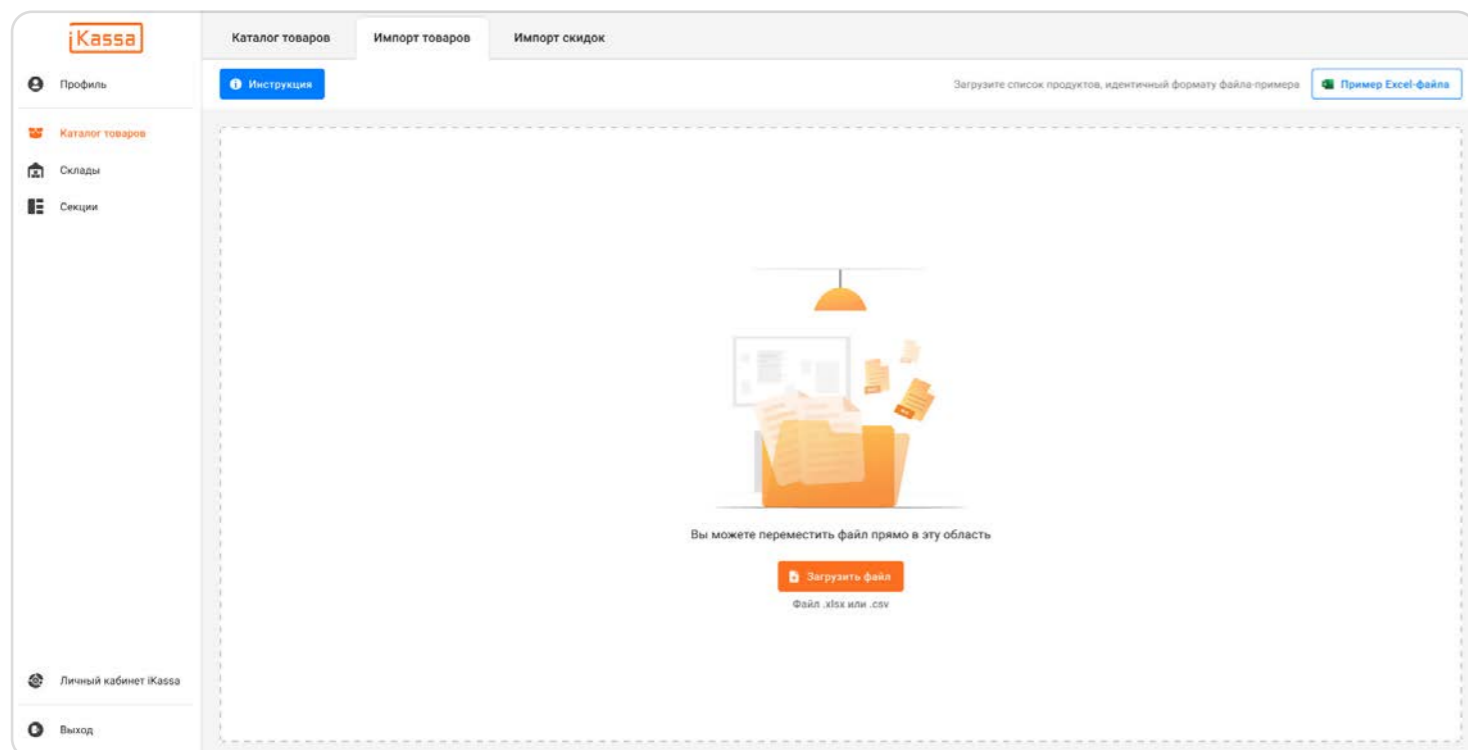 iKassa
Каталог товаров
Импорт товаров
Импорт скидок
Профиль
Инструкция
Загрузите список продуктов, идентичный формату файла-примера
Пример Excel-файла
Каталог товаров
Склады
Секции
Вы можете переместить файл прямо в эту область
Загрузить файл
Файл .xlsx или .csv
Личный кабинет iKassa
Выход